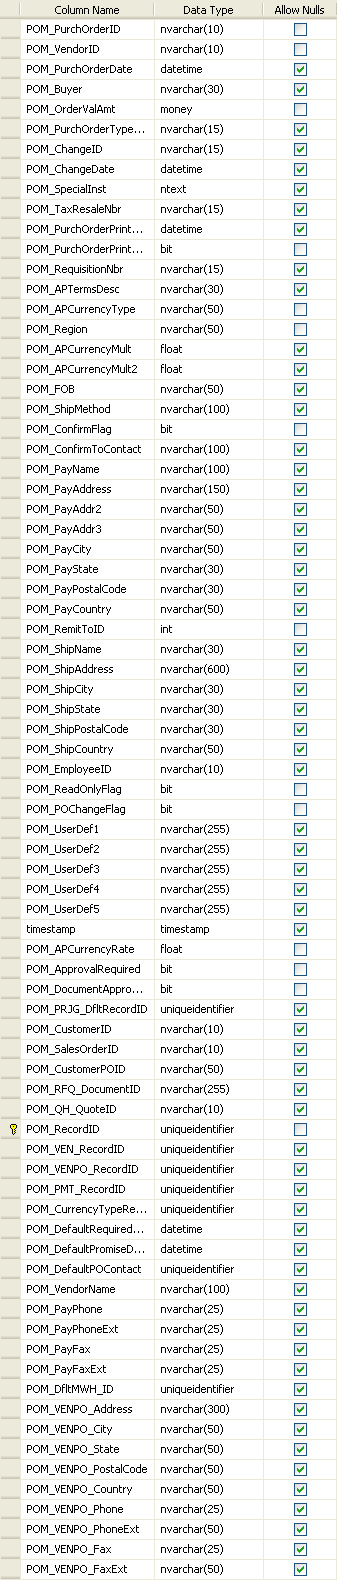 Column Name Data Type Allow Nulls
POM_PurchOrderID nvarchar(10)
POM_VendorID nvarchar(10)
POM_PurchOrderDate datetime
POM_Buyer nvarchar(30)
POM_OrderValAmt money
POM_PurchOrderType... nvarchar(15)
POM_ChangeID nvarchar(15)
POM_ChangeDate datetime
POM_SpecialInst ntext
POM_TaxResaleNbr nvarchar(15)
POM_PurchOrderPrint... datetime
POM_PurchOrderPrint... bit
POM_RequisitionNbr nvarchar(15)
POM_APTermsDesc nvarchar(30)
POM_APCurrencyType nvarchar(50)
POM_Region nvarchar(50)
POM_APCurrencyMult float
POM_APCurrencyMult2 float
POM_FOB nvarchar(50)
POM_ShipMethod nvarchar(100)
POM_ConfirmFlag bit
POM_ConfirmToContact nvarchar(100)
POM_PayName nvarchar(100)
POM_PayAddress nvarchar(150)
POM_PayAddr2 nvarchar(50)
POM_PayAddr3 nvarchar(50)
POM_PayCity nvarchar(50)
POM_PayState nvarchar(30)
POM_PayPostalCode nvarchar(30)
POM_PayCountry nvarchar(50)
POM_RemitToID int
POM_ShipName nvarchar(30)
POM_ShipAddress nvarchar(600)
POM_ShipCity nvarchar(30)
POM_ShipState nvarchar(30)
POM_ShipPostalCode nvarchar(30)
POM_ShipCountry nvarchar(50)
POM_EmployeeID nvarchar(10)
POM_ReadOnlyFlag bit
POM_POChangeFlag bit
POM_UserDef1 nvarchar(255)
POM_UserDef2 nvarchar(255)
POM_UserDef3 nvarchar(255)
POM_UserDef4 nvarchar(255)
POM_UserDef5 nvarchar(255)
timestamp timestamp
POM_APCurrencyRate float
POM_ApprovalRequired bit
POM_DocumentAppro... bit
POM_PRJG_DfltRecordID uniqueidentifier
POM_CustomerID nvarchar(10)
POM_SalesOrderID nvarchar(10)
POM_CustomerPOID nvarchar(50)
POM_RFQ_DocumentID nvarchar(255)
POM_QH_QuoteID nvarchar(10)
POM_RecordID uniqueidentifier
POM_VEN_RecordID uniqueidentifier
POM_VENPO_RecordID uniqueidentifier
POM_PMT_RecordID uniqueidentifier
POM_CurrencyTypeRe... uniqueidentifier
POM_DefaultRequired... datetime
POM_DefaultPromiseD... datetime
POM_DefaultPOContact uniqueidentifier
POM_VendorName nvarchar(100)
POM_PayPhone nvarchar(25)
POM_PayPhoneExt nvarchar(25)
POM_PayFax nvarchar(25)
POM_PayFaxExt nvarchar(25)
POM_DfltMWH_ID uniqueidentifier
POM_VENPO_Address nvarchar(300)
POM_VENPO_City nvarchar(50)
POM_VENPO_State nvarchar(50)
POM_VENPO_PostalCode nvarchar(50)
POM_VENPO_Country nvarchar(50)
POM_VENPO_Phone nvarchar(25)
POM_VENPO_PhoneExt nvarchar(50)
POM_VENPO_Fax nvarchar(25)
POM_VENPO_FaxExt nvarchar(50)